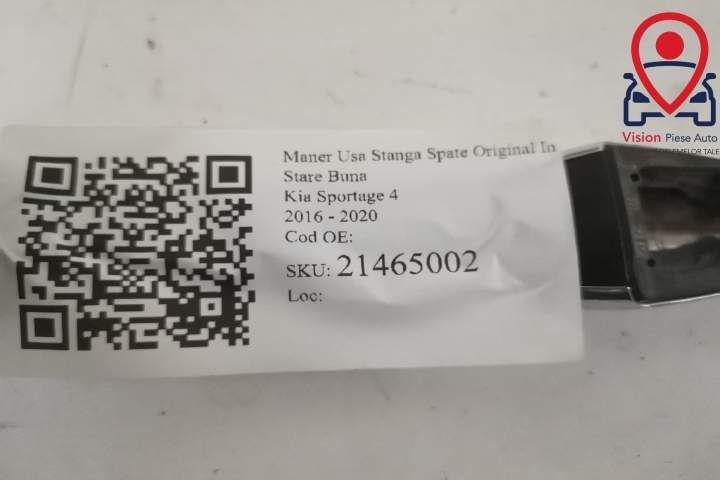 Vision Piese Auto
Maner Usa Stanga Spate Original In
Stare Buna
Kia Sportage 4
2016 - 2020
Cod OE:
SKU: 21465002
Loc: